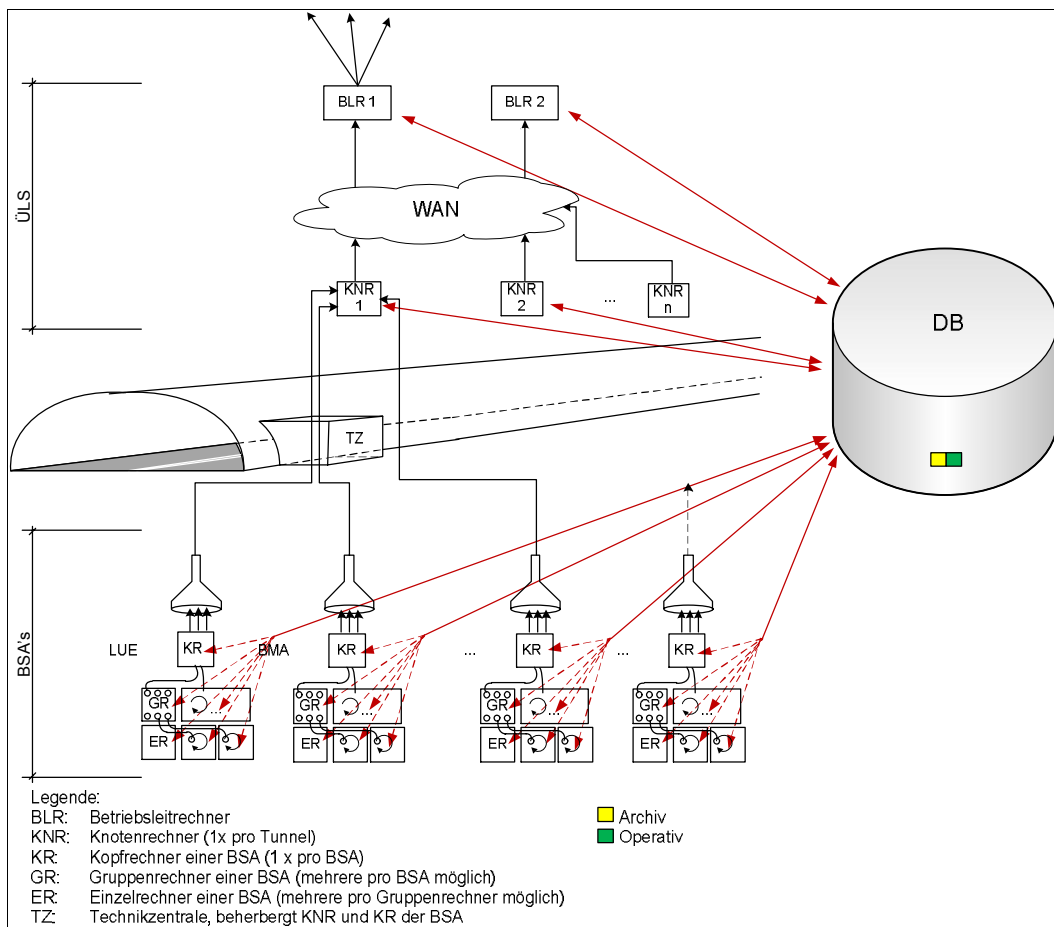 BLR 1
BLR 2
ÜLS
WAN
KNR
1
KNR
2
...
KNR
n
DB
TZ
BSA's
LUE
KR
BMA
KR
...
KR
...
KR
GR
...
GR
...
GR
...
GR
...
ER
ER
ER
ER
Legende:
BLR: Betriebsleitrechner
KNR: Knotenrechner (1x pro Tunnel)
KR: Kopfrechner einer BSA (1 x pro BSA)
GR: Gruppenrechner einer BSA (mehrere pro BSA möglich)
ER: Einzelrechner einer BSA (mehrere pro Gruppenrechner möglich)
TZ: Technikzentrale, beherbergt KNR und KR der BSA
Archiv
Operativ